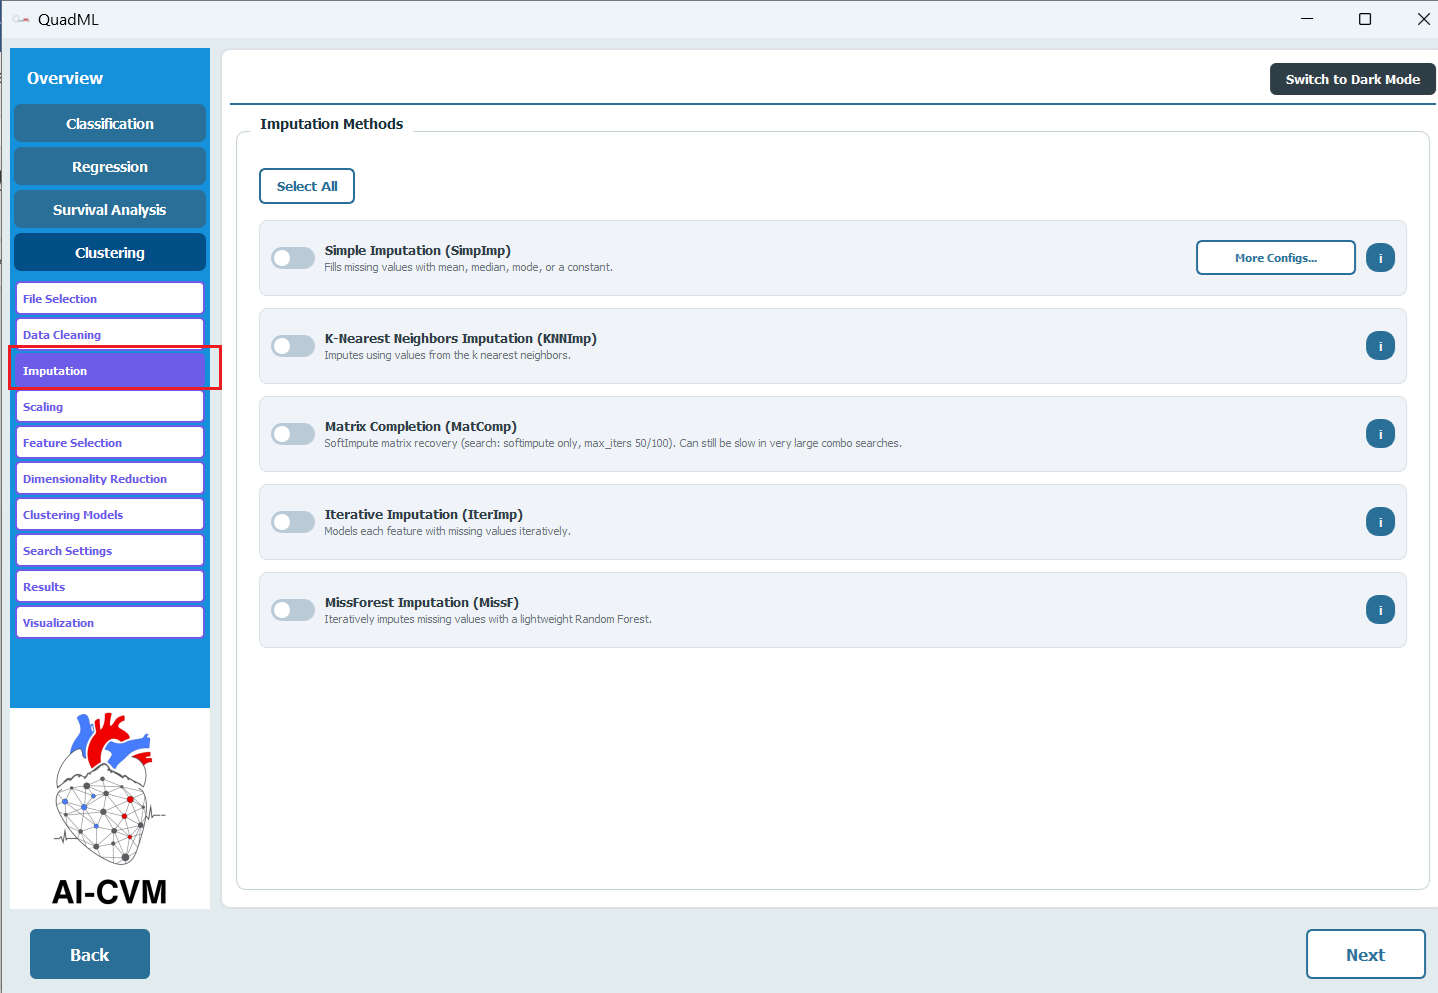 QuadML
Overview
Switch to Dark Mode
Classification
Regression
Survival Analysis
Clustering
File Selection
Data Cleaning
Imputation
Scaling
Feature Selection
Dimensionality Reduction
Clustering Models
Search Settings
Results
Visualization
AI-CVM
Imputation Methods
Select All
Simple Imputation (SimpImp)
Fills missing values with mean, median, mode, or a constant.
More Configs...
i
K-Nearest Neighbors Imputation (KNNImp)
Imputes using values from the k nearest neighbors.
i
Matrix Completion (MatComp)
SoftImpute matrix recovery (search: softimpute only, max_iters 50/100). Can still be slow in very large combo searches.
i
Iterative Imputation (IterImp)
Models each feature with missing values iteratively.
i
MissForest Imputation (MissF)
Iteratively imputes missing values with a lightweight Random Forest.
i
Back
Next